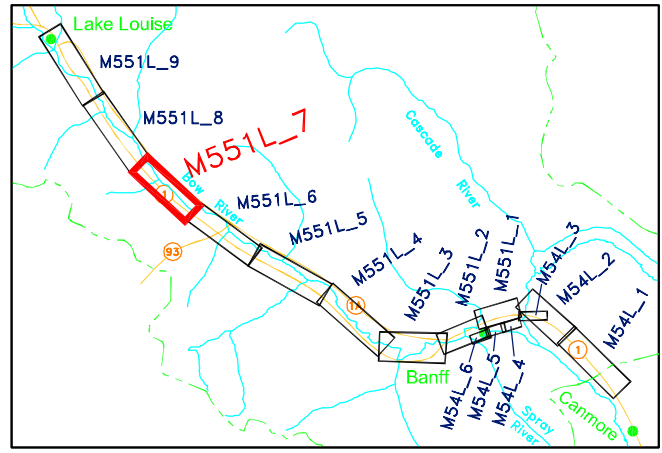 Lake Louise
M551L_9
M551L_8
M551L_7
Bow
River
1
93
M551L_6
M551L_5
M551L_4
1A
M551L_3
M551L_2
M551L_1
Cascade
River
M54L_3
M54L_2
M54L_1
1
Banff
M54L_6
M54L_5
M54L_4
Spray
River
Canmore